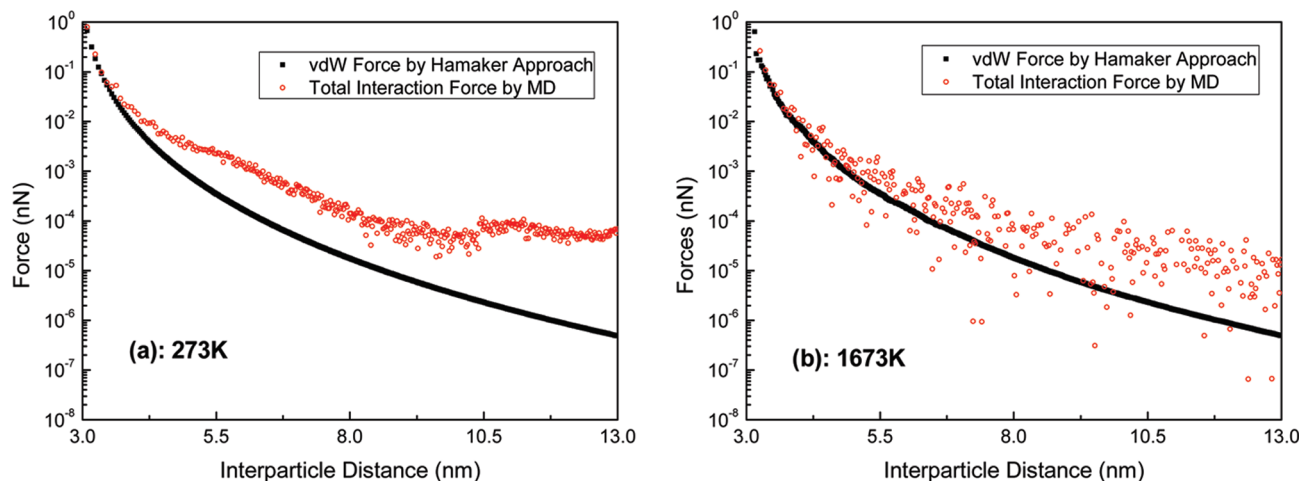 10⁰
10⁻¹
10⁻²
10⁻³
10⁻⁴
10⁻⁵
10⁻⁶
10⁻⁷
10⁻⁸
Force (nN)
vdW Force by Hamaker Approach
Total Interaction Force by MD
(a): 273K
3.0 5.5 8.0 10.5 13.0
Interparticle Distance (nm)
10⁰
10⁻¹
10⁻²
10⁻³
10⁻⁴
10⁻⁵
10⁻⁶
10⁻⁷
10⁻⁸
Forces (nN)
vdW Force by Hamaker Approach
Total Interaction Force by MD
(b): 1673K
3.0 5.5 8.0 10.5 13.0
Interparticle Distance (nm)